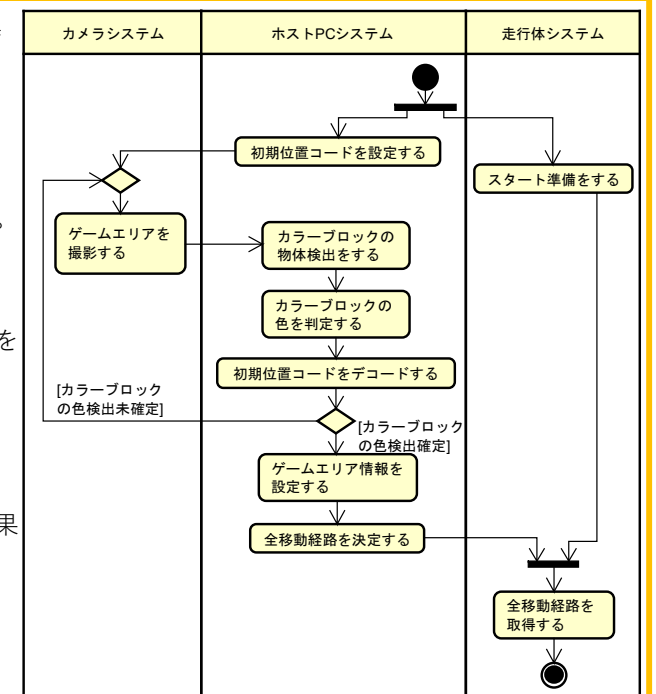 カメラシステム
ホストPCシステム
走行体システム
初期位置コードを設定する
スタート準備をする
ゲームエリアを
撮影する
カラーブロックの
物体検出をする
カラーブロックの
色を判定する
を
初期位置コードをデコードする
[カラーブロック
の色検出未確定]
[カラーブロック
の色検出確定]
ゲームエリア情報を
設定する
果
全移動経路を決定する
全移動経路を
取得する